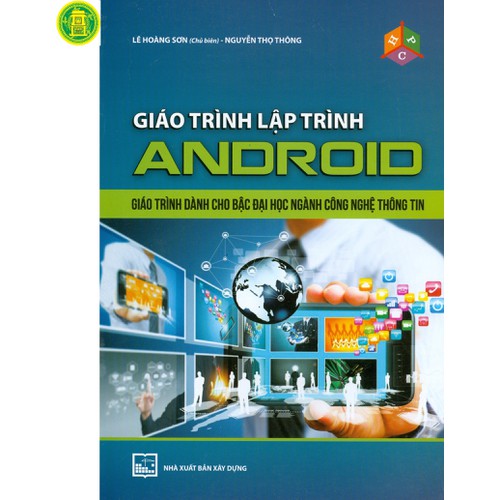 LÊ HOÀNG SƠN (Chủ biên) - NGUYỄN THỌ THÔNG
H P C
GIÁO TRÌNH LẬP TRÌNH
ANDROID
GIÁO TRÌNH DÀNH CHO BẬC ĐẠI HỌC NGÀNH CÔNG NGHỆ THÔNG TIN
NHÀ XUẤT BẢN XÂY DỰNG